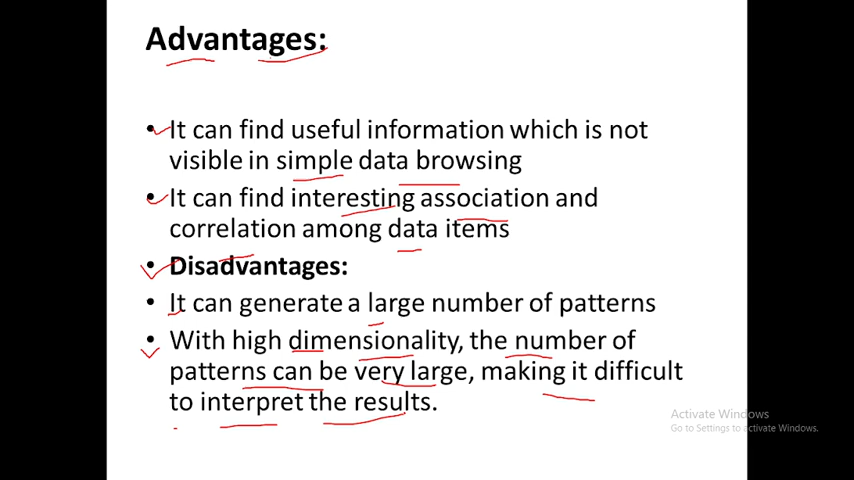 Advantages:
• It can find useful information which is not
visible in simple data browsing
• It can find interesting association and
correlation among data items
• Disadvantages:
• It can generate a large number of patterns
• With high dimensionality, the number of
patterns can be very large, making it difficult
to interpret the results.
Activate Windows
Go to Settings to activate Windows.